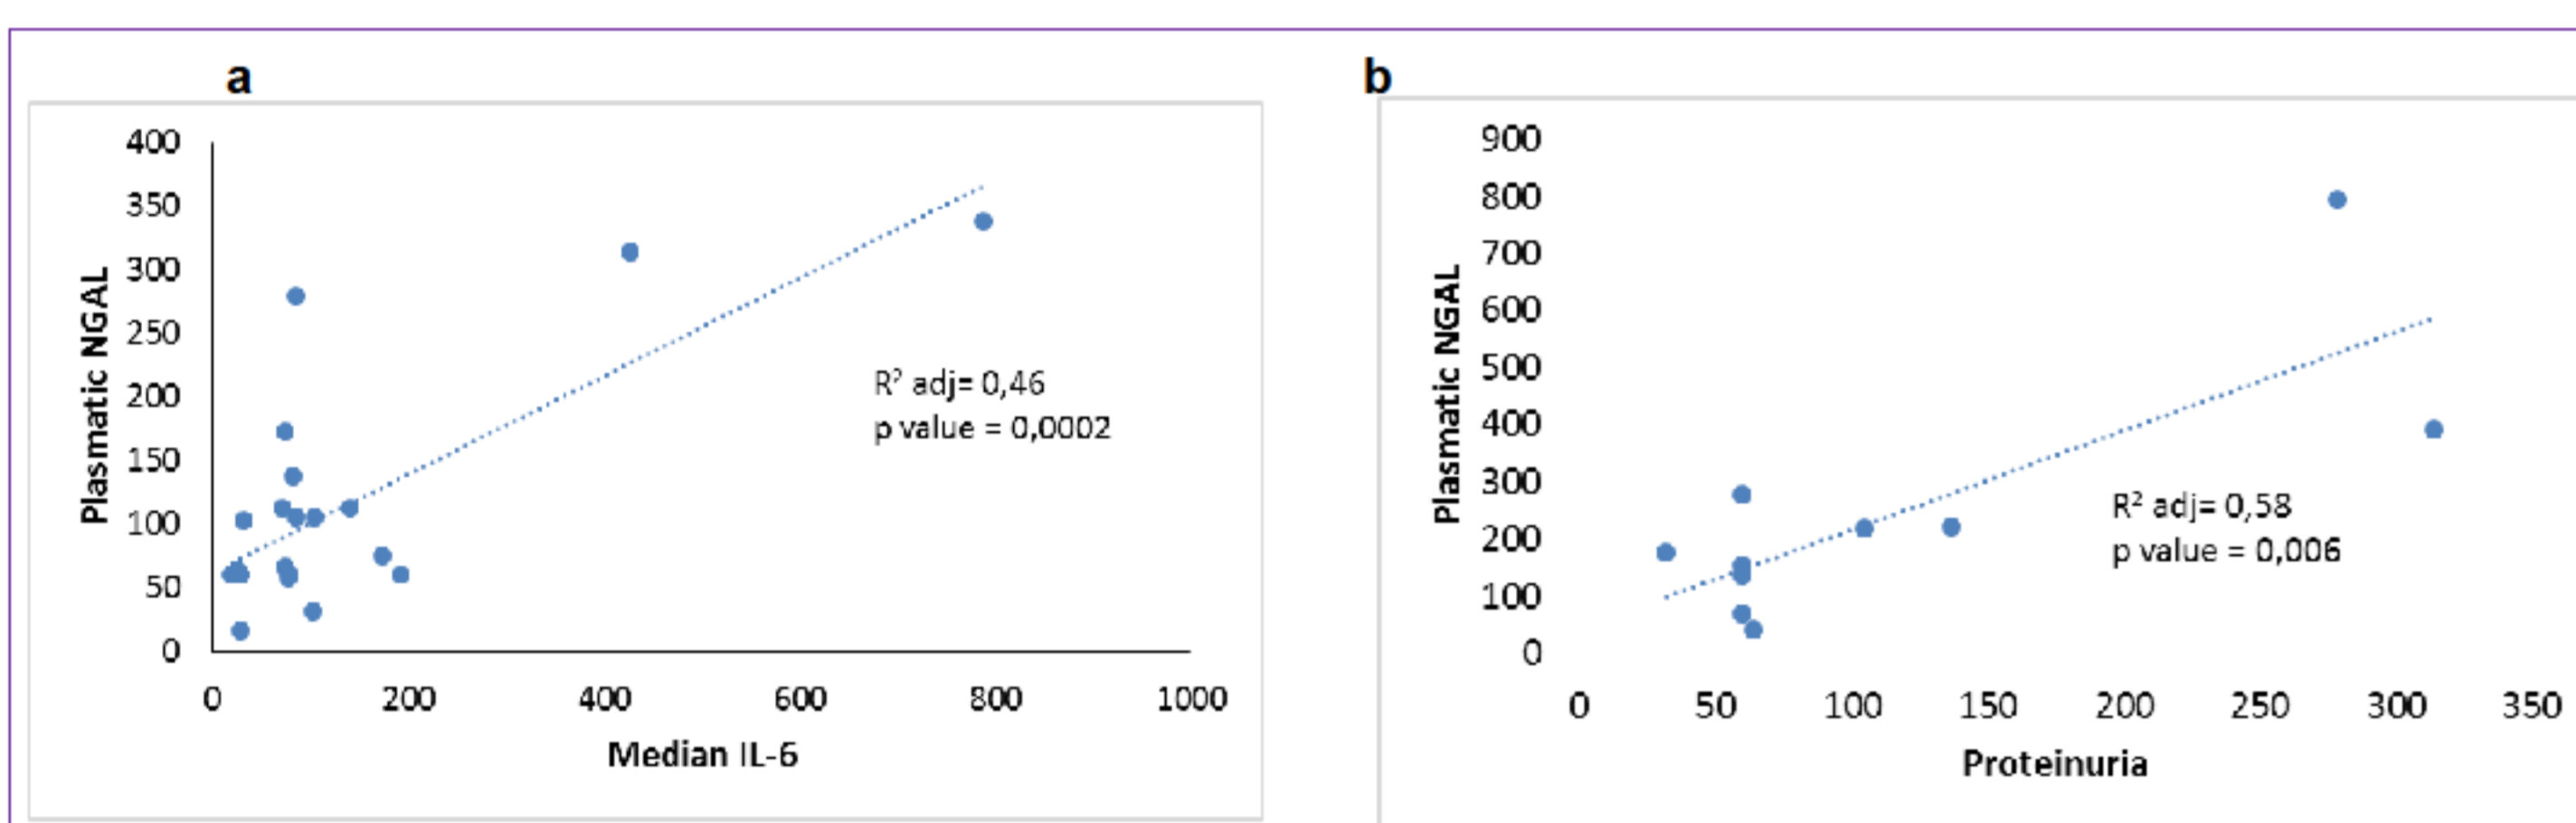 a
400
350
300
250
200
150
100
50
0
Plasmatic NGAL
R² adj= 0,46
p value = 0,0002
0 200 400 600 800 1000
Median IL-6
b
900
800
700
600
500
400
300
200
100
0
Plasmatic NGAL
R² adj= 0,58
p value = 0,006
0 50 100 150 200 250 300 350
Proteinuria